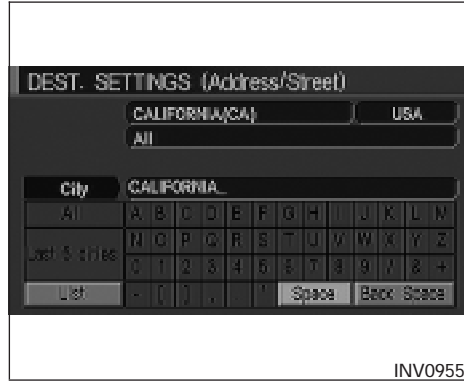 DEST. SETTINGS (Address/Street)
CALIFORNIA(CA) USA
All
City CALIFORNIA_
All A B C D E F G H I J K L M
Last 5 cities N O P Q R S T U V W X Y Z
0 1 2 3 4 5 6 7 8 9 / & +
List - ( ) , . ' Space Back Space
INV0955